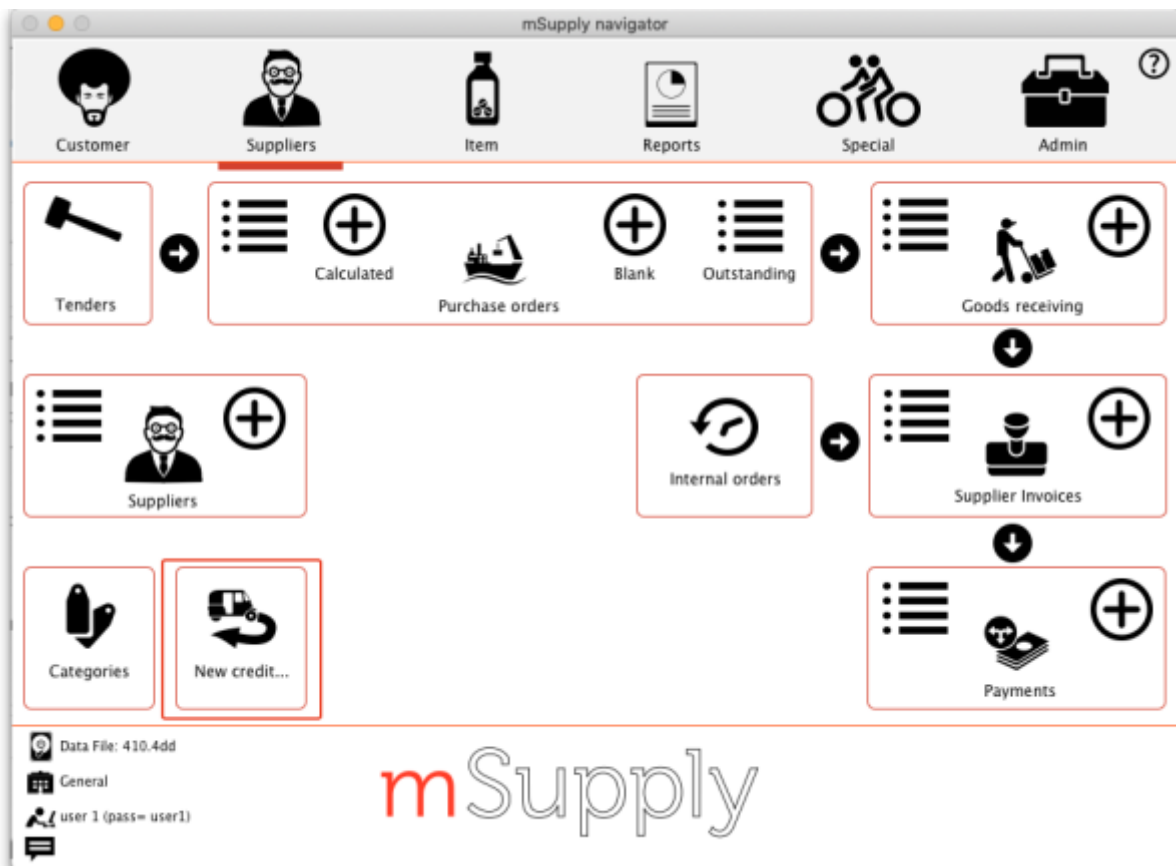 mSupply navigator
?
Customer
Suppliers
Item
Reports
Special
Admin
Tenders
Calculated
Purchase orders
Blank
Outstanding
Goods receiving
Suppliers
Internal orders
Supplier Invoices
Categories
New credit...
Payments
Data File: 410.4dd
General
user 1 (pass= user1)
mSupply